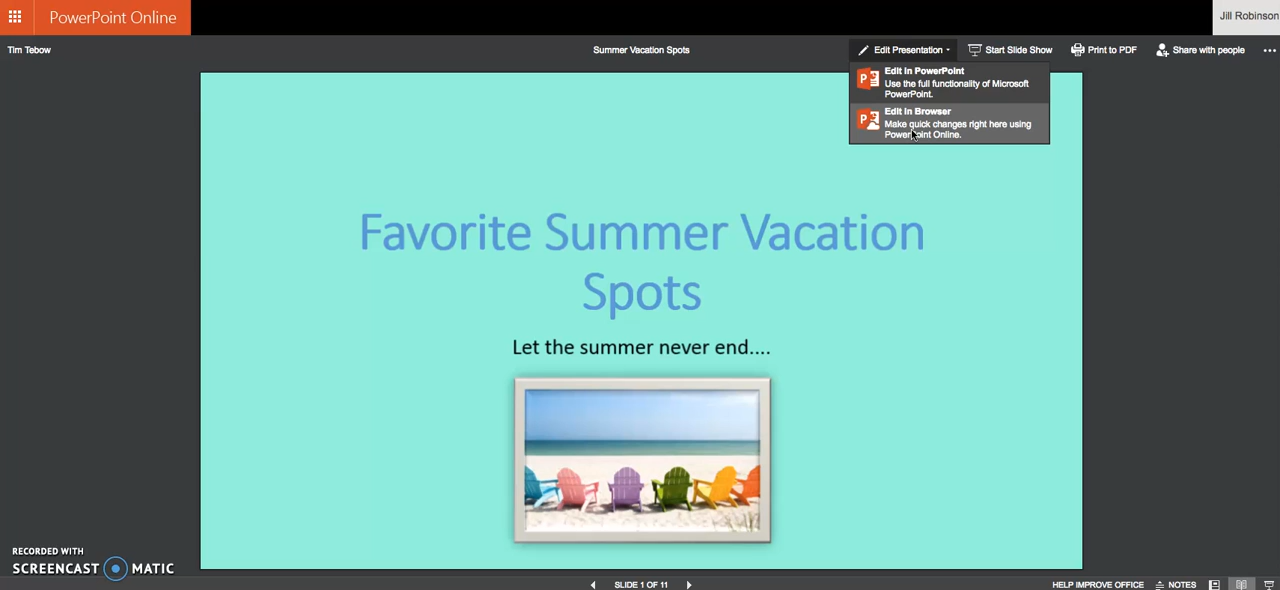 PowerPoint Online
Jill Robinson
Tim Tebow
Summer Vacation Spots
Edit Presentation
Start Slide Show
Print to PDF
Share with people
Edit in PowerPoint
Use the full functionality of Microsoft
PowerPoint.
Edit in Browser
Make quick changes right here using
PowerPoint Online.
Favorite Summer Vacation
Spots
Let the summer never end....
RECORDED WITH
SCREENCAST MATIC
SLIDE 1 OF 11
HELP IMPROVE OFFICE
NOTES